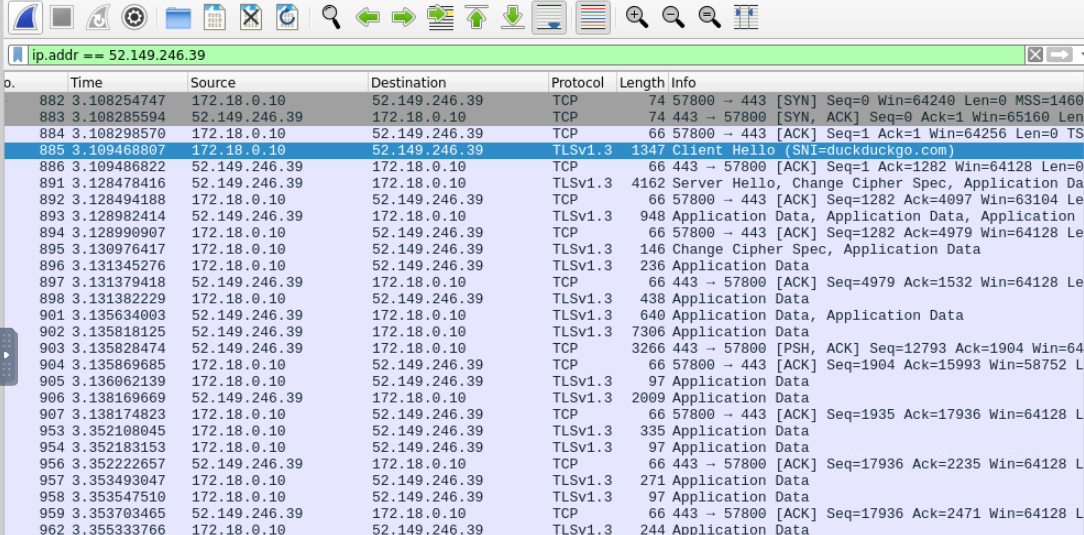 ip.addr == 52.149.246.39
o. Time Source Destination Protocol Length Info
882 3.108254747 172.18.0.10 52.149.246.39 TCP 74 57800 → 443 [SYN] Seq=0 Win=64240 Len=0 MSS=1460
883 3.108285594 52.149.246.39 172.18.0.10 TCP 74 443 → 57800 [SYN, ACK] Seq=0 Ack=1 Win=65160 Len
884 3.108298570 172.18.0.10 52.149.246.39 TCP 66 57800 → 443 [ACK] Seq=1 Ack=1 Win=64256 Len=0 TS
885 3.109468807 172.18.0.10 52.149.246.39 TLSv1.3 1347 Client Hello (SNI=duckduckgo.com)
886 3.109486822 52.149.246.39 172.18.0.10 TCP 66 443 → 57800 [ACK] Seq=1 Ack=1282 Win=64128 Len=0
891 3.128478416 52.149.246.39 172.18.0.10 TLSv1.3 4162 Server Hello, Change Cipher Spec, Application Da
892 3.128494188 172.18.0.10 52.149.246.39 TCP 66 57800 → 443 [ACK] Seq=1282 Ack=4097 Win=63104 Le
893 3.128982414 52.149.246.39 172.18.0.10 TLSv1.3 948 Application Data, Application Data, Application
894 3.128990907 172.18.0.10 52.149.246.39 TCP 66 57800 → 443 [ACK] Seq=1282 Ack=4979 Win=64128 Le
895 3.130976417 172.18.0.10 52.149.246.39 TLSv1.3 146 Change Cipher Spec, Application Data
896 3.131345276 172.18.0.10 52.149.246.39 TLSv1.3 236 Application Data
897 3.131379418 52.149.246.39 172.18.0.10 TCP 66 443 → 57800 [ACK] Seq=4979 Ack=1532 Win=64128 Le
898 3.131382229 172.18.0.10 52.149.246.39 TLSv1.3 438 Application Data
901 3.135634003 52.149.246.39 172.18.0.10 TLSv1.3 640 Application Data, Application Data
902 3.135818125 52.149.246.39 172.18.0.10 TLSv1.3 7306 Application Data
903 3.135828474 52.149.246.39 172.18.0.10 TCP 3266 443 → 57800 [PSH, ACK] Seq=12793 Ack=1904 Win=64
904 3.135869685 172.18.0.10 52.149.246.39 TCP 66 57800 → 443 [ACK] Seq=1904 Ack=15993 Win=58752 L
905 3.136062139 172.18.0.10 52.149.246.39 TLSv1.3 97 Application Data
906 3.138169669 52.149.246.39 172.18.0.10 TLSv1.3 2009 Application Data
907 3.138174823 172.18.0.10 52.149.246.39 TCP 66 57800 → 443 [ACK] Seq=1935 Ack=17936 Win=64128 L
953 3.352108045 172.18.0.10 52.149.246.39 TLSv1.3 335 Application Data
954 3.352183153 172.18.0.10 52.149.246.39 TLSv1.3 97 Application Data
956 3.352222657 52.149.246.39 172.18.0.10 TCP 66 443 → 57800 [ACK] Seq=17936 Ack=2235 Win=64128 L
957 3.353493047 172.18.0.10 52.149.246.39 TLSv1.3 271 Application Data
958 3.353547510 172.18.0.10 52.149.246.39 TLSv1.3 97 Application Data
959 3.353703465 52.149.246.39 172.18.0.10 TCP 66 443 → 57800 [ACK] Seq=17936 Ack=2471 Win=64128 L
962 3.355333766 172.18.0.10 52.149.246.39 TLSv1.3 244 Application Data